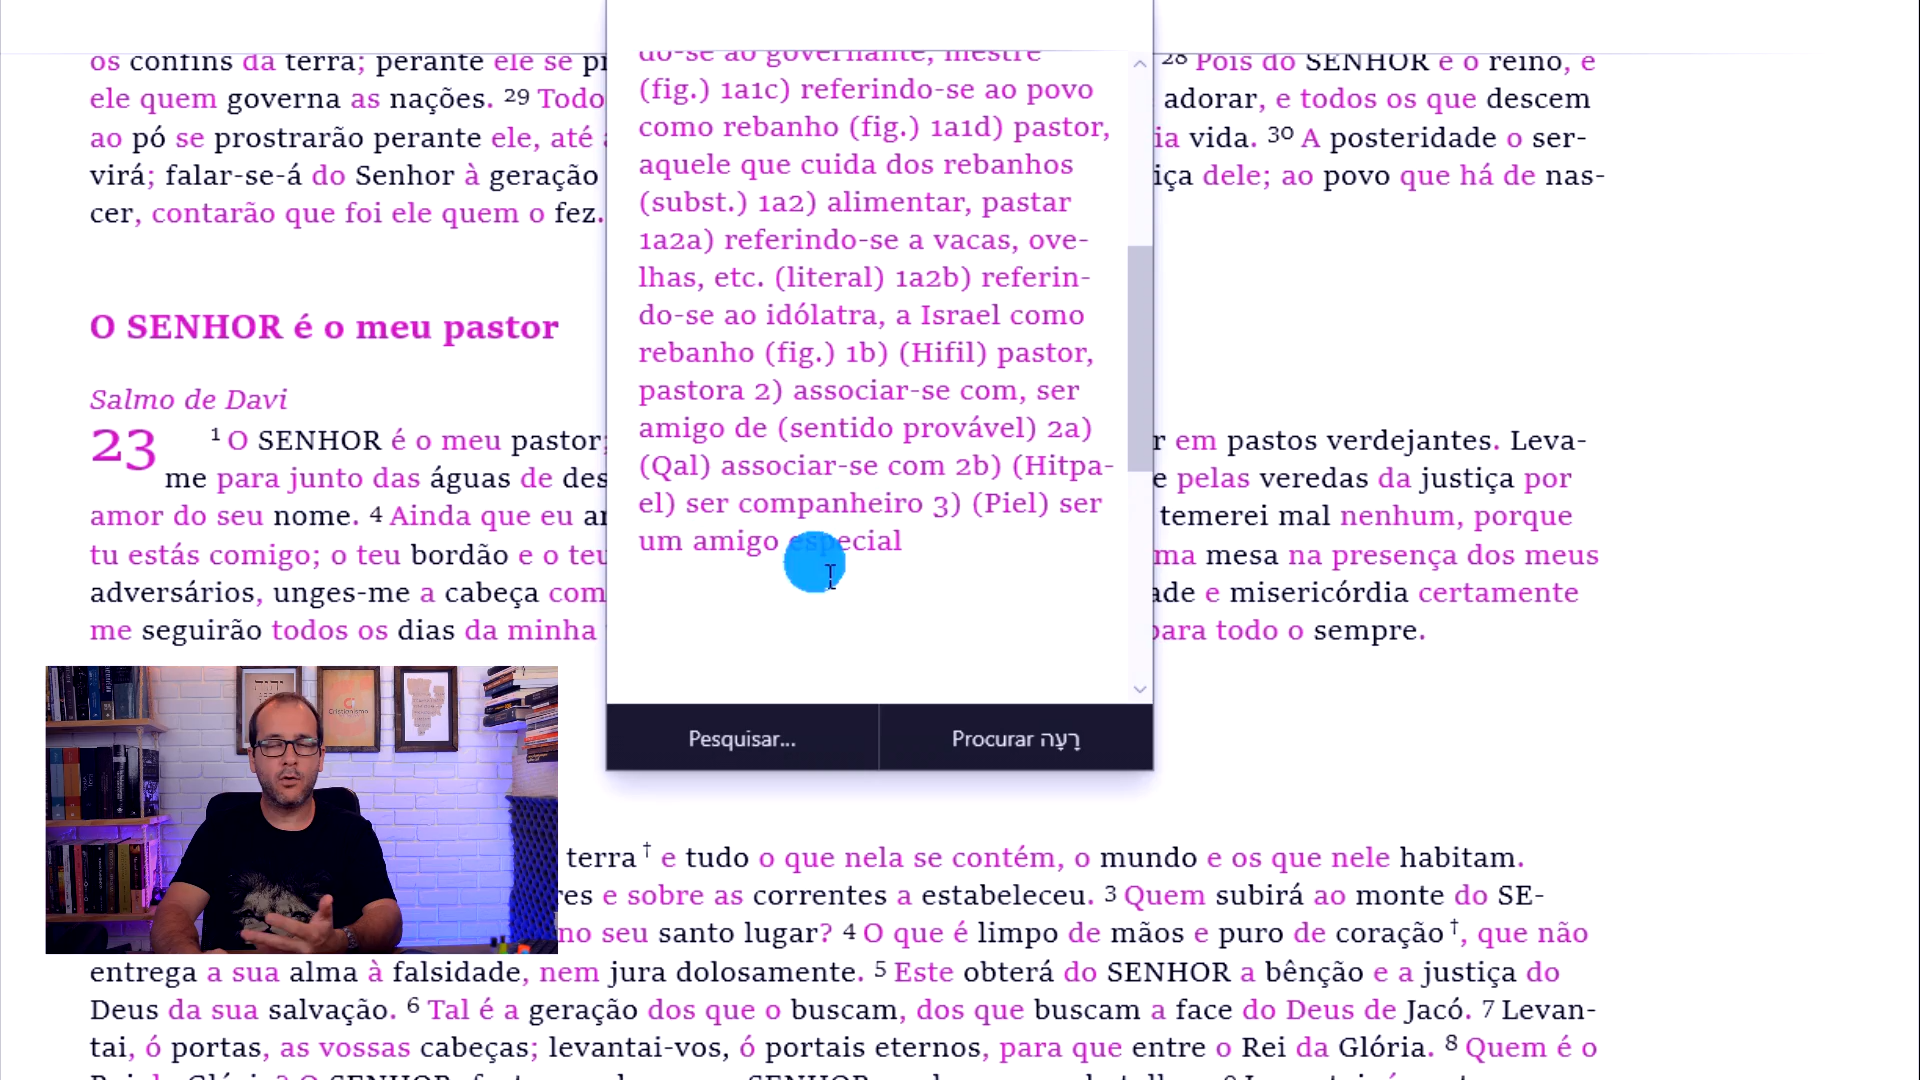 os confins da terra; perante ele se
28 Pois do SENHOR é o reino, é
ele quem governa as nações. 29 Todo
adorar, e todos os que descem
ao pó se prostrarão perante ele, até
vida. 30 A posteridade o ser-
virá; falar-se-á do Senhor à geração
dele; ao povo que há de nas-
cer, contarão que foi ele quem o fez.
O SENHOR é o meu pastor
Salmo de Davi
23 1 O SENHOR é o meu pastor;
em pastos verdejantes. Leva-
me para junto das águas de des
pelas veredas da justiça por
amor do seu nome. 4 Ainda que eu
temerei mal nenhum, porque
tu estás comigo; o teu bordão e o teu
mesa na presença dos meus
adversários, unges-me a cabeça com
e misericórdia certamente
me seguirão todos os dias da minha
para todo o sempre.
do-se ao governante, mestre
(fig.) 1a1c) referindo-se ao povo
como rebanho (fig.) 1a1d) pastor,
aquele que cuida dos rebanhos
(subst.) 1a2) alimentar, pastar
1a2a) referindo-se a vacas, ove-
lhas, etc. (literal) 1a2b) referin-
do-se ao idólatra, a Israel como
rebanho (fig.) 1b) (Hifil) pastor,
pastora 2) associar-se com, ser
amigo de (sentido provável) 2a)
(Qal) associar-se com 2b) (Hitpa-
el) ser companheiro 3) (Piel) ser
um amigo especial
Pesquisar...
Procurar רָעָה
Cristianismo
terra† e tudo o que nela se contém, o mundo e os que nele habitam.
res e sobre as correntes a estabeleceu. 3 Quem subirá ao monte do SE-
no seu santo lugar? 4 O que é limpo de mãos e puro de coração†, que não
entrega a sua alma à falsidade, nem jura dolosamente. 5 Este obterá do SENHOR a bênção e a justiça do
Deus da sua salvação. 6 Tal é a geração dos que o buscam, dos que buscam a face do Deus de Jacó. 7 Levan-
tai, ó portas, as vossas cabeças; levantai-vos, ó portais eternos, para que entre o Rei da Glória. 8 Quem é o